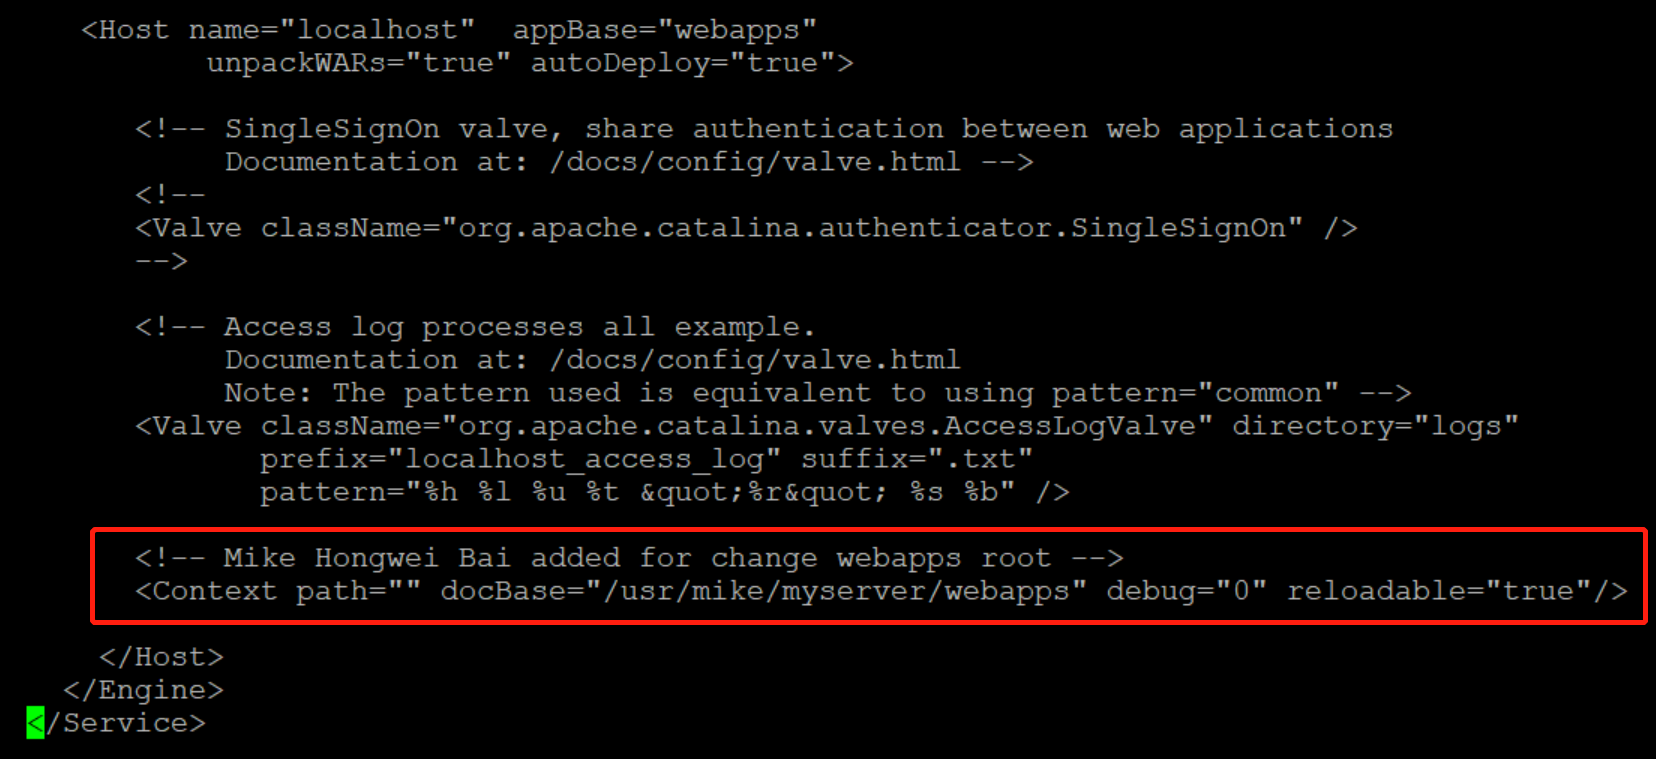 <Host name="localhost"  appBase="webapps"
unpackWARs="true" autoDeploy="true">
<!-- SingleSignOn valve, share authentication between web applications
Documentation at: /docs/config/valve.html -->
<!--
<Valve className="org.apache.catalina.authenticator.SingleSignOn" />
-->
<!-- Access log processes all example.
Documentation at: /docs/config/valve.html
Note: The pattern used is equivalent to using pattern="common" -->
<Valve className="org.apache.catalina.valves.AccessLogValve" directory="logs"
prefix="localhost_access_log" suffix=".txt"
pattern="%h %l %u %t &quot;%r&quot; %s %b" />
<!-- Mike Hongwei Bai added for change webapps root -->
<Context path="" docBase="/usr/mike/myserver/webapps" debug="0" reloadable="true"/>
</Host>
</Engine>
</Service>